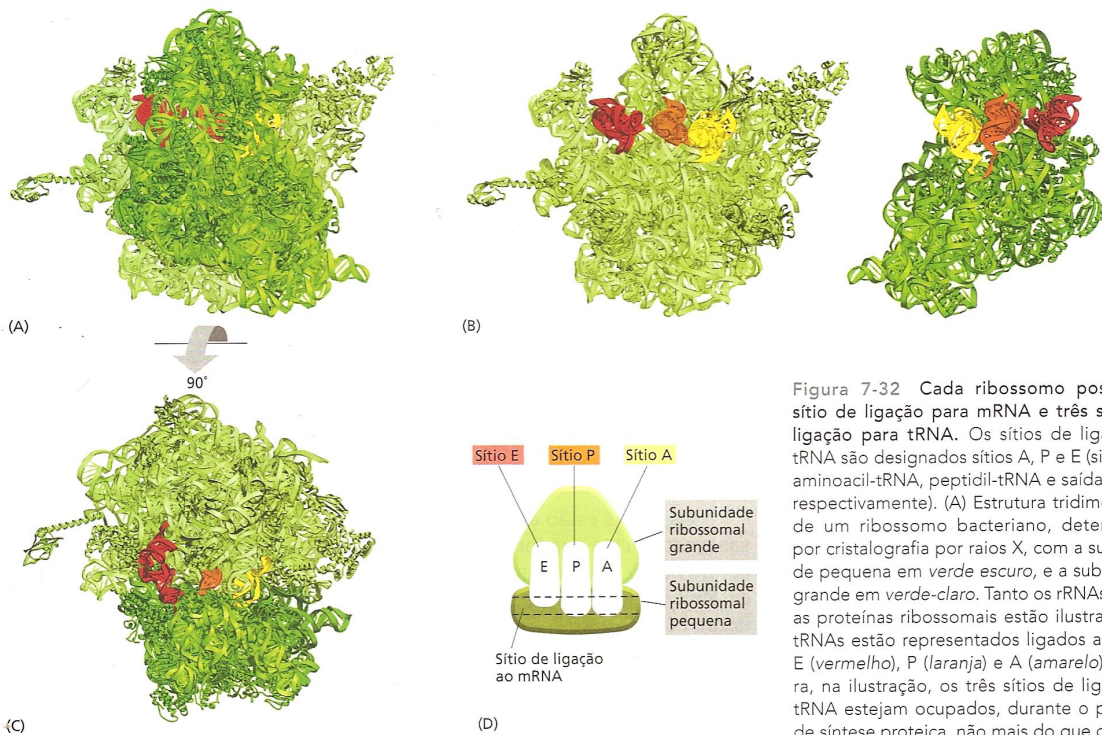 (A)
(B)
90°
(C)
(D)
Sítio E
Sítio P
Sítio A
E
P
A
Subunidade
ribossomal
grande
Subunidade
ribossomal
pequena
Sítio de ligação
ao mRNA
Figura 7-32 Cada ribossomo pos
sítio de ligação para mRNA e três s
ligação para tRNA. Os sítios de liga
tRNA são designados sítios A, P e E (si
aminoacil-tRNA, peptidil-tRNA e saída
respectivamente). (A) Estrutura tridime
de um ribossomo bacteriano, deter
por cristalografia por raios X, com a su
de pequena em verde escuro, e a sub
grande em verde-claro. Tanto os rRNAs
as proteínas ribossomais estão ilustra
tRNAs estão representados ligados a
E (vermelho), P (laranja) e A (amarelo)
ra, na ilustração, os três sítios de lig
tRNA estejam ocupados, durante o p
de síntese proteica, não mais do que